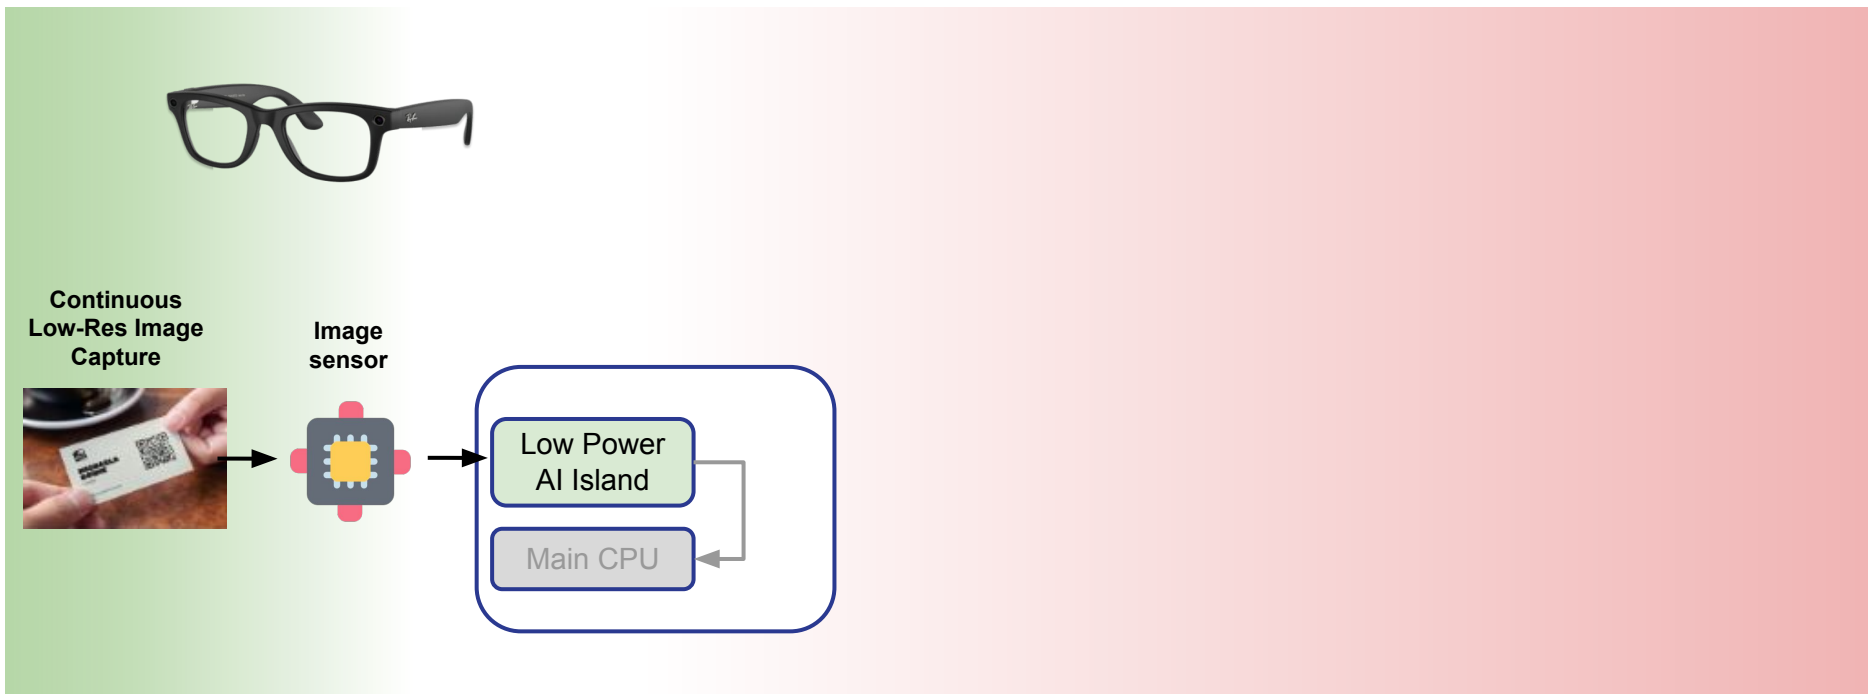 Continuous
Low-Res Image
Capture
Image
sensor
Low Power
AI Island
Main CPU